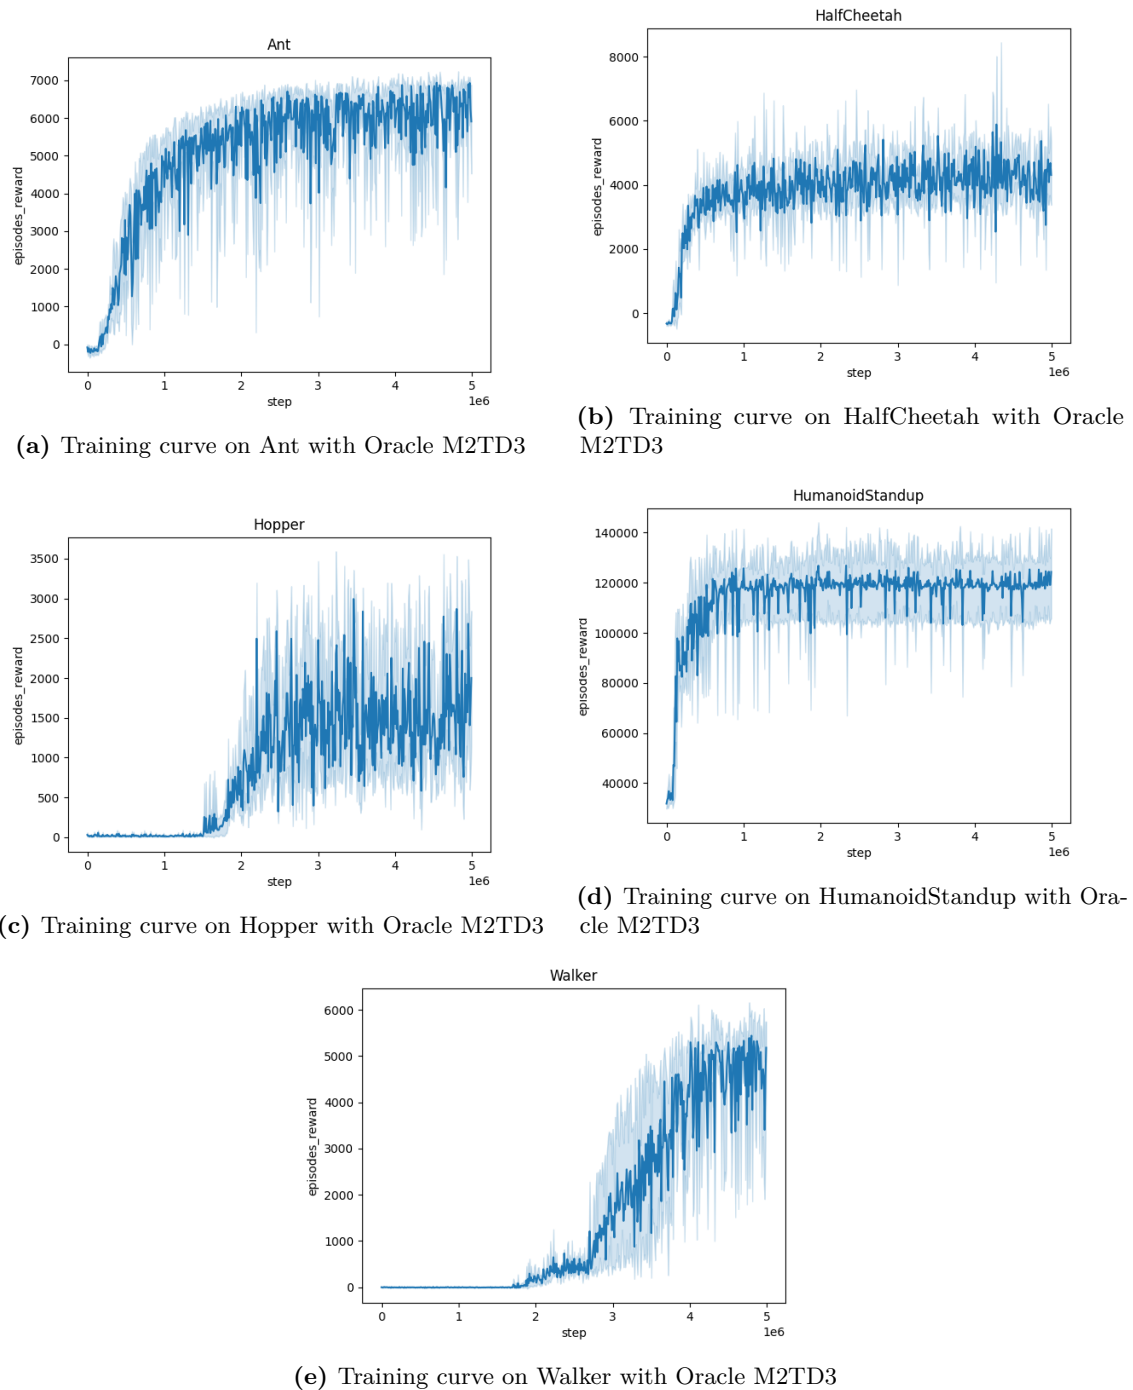 Ant
7000
6000
5000
4000
3000
2000
1000
0
episodes_reward
0 1 2 3 4 5
step
1e6
(a) Training curve on Ant with Oracle M2TD3
HalfCheetah
8000
6000
4000
2000
0
episodes_reward
0 1 2 3 4 5
step
1e6
(b) Training curve on HalfCheetah with Oracle
M2TD3
Hopper
3500
3000
2500
2000
1500
1000
500
0
episodes_reward
0 1 2 3 4 5
step
1e6
(c) Training curve on Hopper with Oracle M2TD3
HumanoidStandup
140000
120000
100000
80000
60000
40000
episodes_reward
0 1 2 3 4 5
step
1e6
(d) Training curve on HumanoidStandup with Ora-
cle M2TD3
Walker
6000
5000
4000
3000
2000
1000
0
episodes_reward
0 1 2 3 4 5
step
1e6
(e) Training curve on Walker with Oracle M2TD3